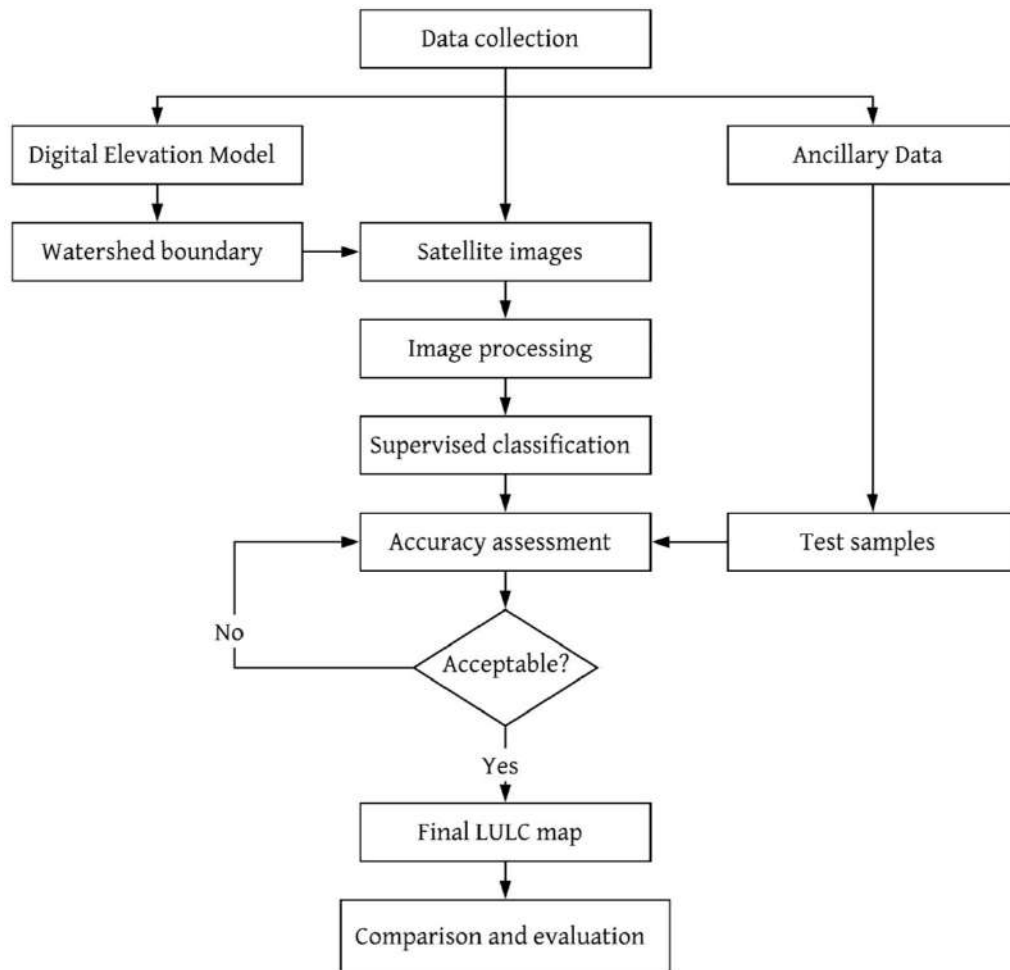 Data collection
Digital Elevation Model
Ancillary Data
Watershed boundary
Satellite images
Image processing
Supervised classification
Accuracy assessment
Test samples
No
Acceptable?
Yes
Final LULC map
Comparison and evaluation